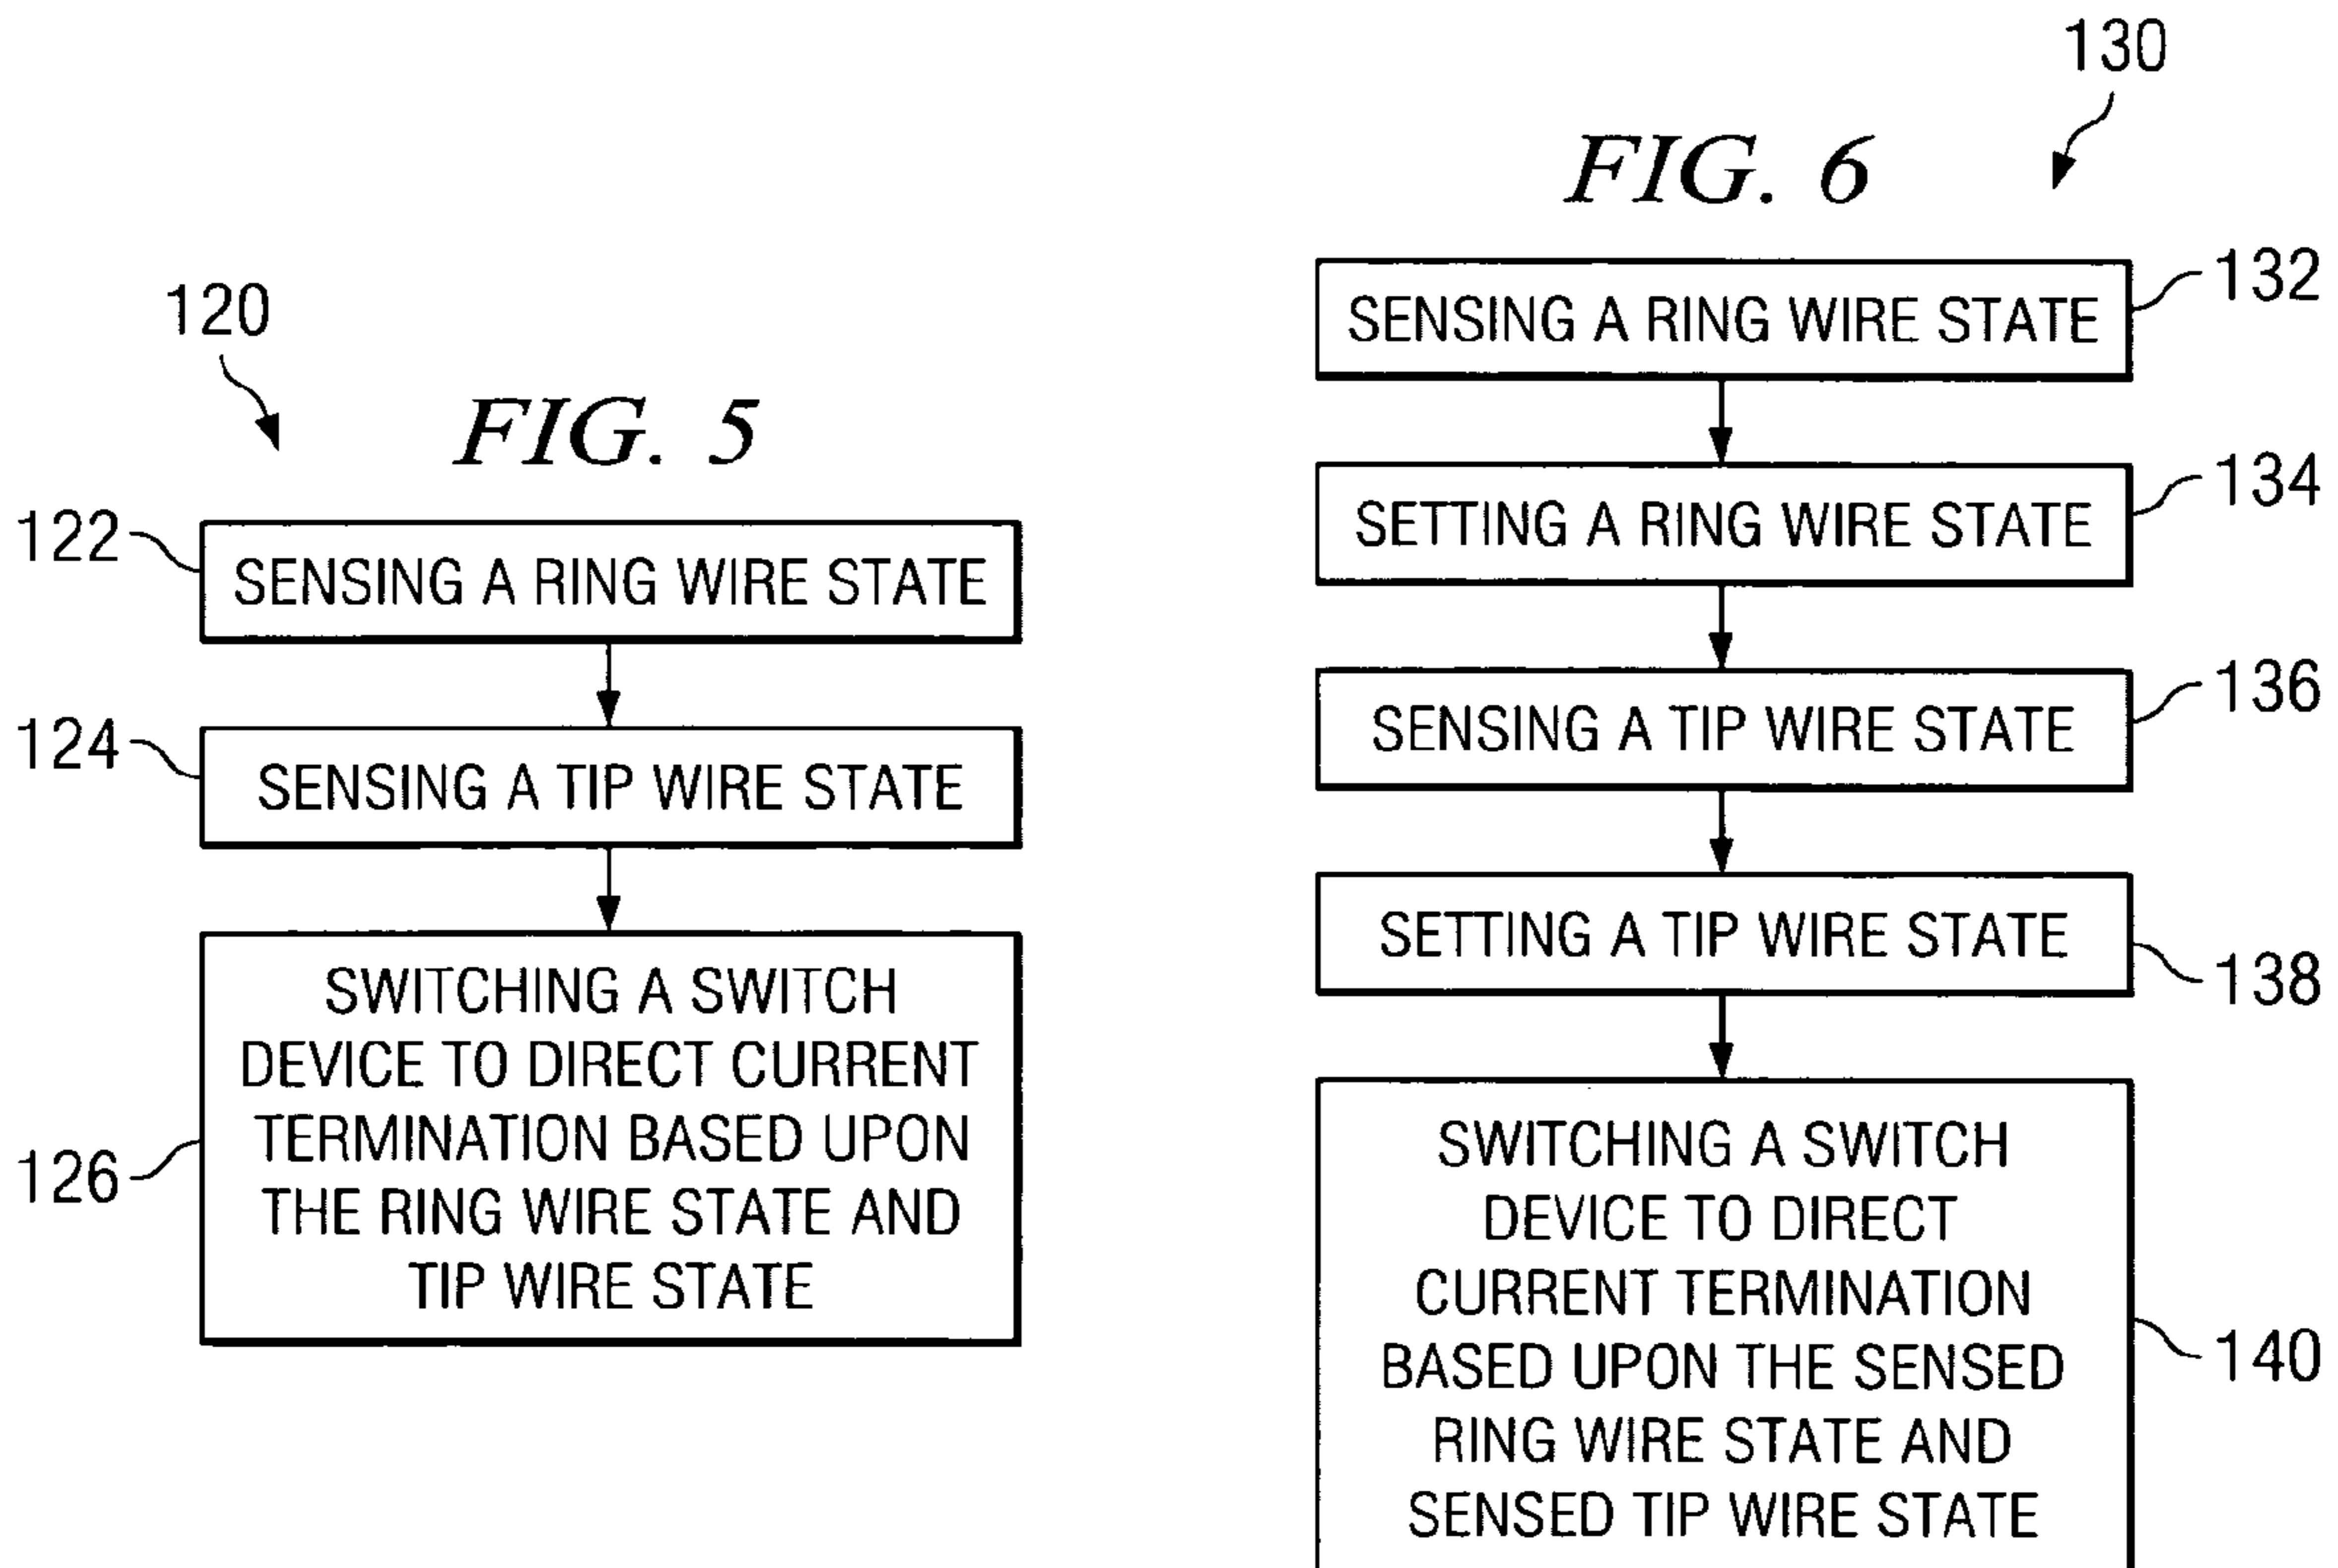 120
FIG. 5
122
SENSING A RING WIRE STATE
124
SENSING A TIP WIRE STATE
126
SWITCHING A SWITCH
DEVICE TO DIRECT CURRENT
TERMINATION BASED UPON
THE RING WIRE STATE AND
TIP WIRE STATE
130
FIG. 6
SENSING A RING WIRE STATE
132
SETTING A RING WIRE STATE
134
SENSING A TIP WIRE STATE
136
SETTING A TIP WIRE STATE
138
SWITCHING A SWITCH
DEVICE TO DIRECT
CURRENT TERMINATION
BASED UPON THE SENSED
RING WIRE STATE AND
SENSED TIP WIRE STATE
140